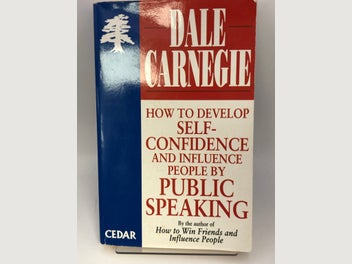 DALE
CARNEGIE
HOW TO DEVELOP
SELF-
CONFIDENCE
AND INFLUENCE
PEOPLE BY
PUBLIC
SPEAKING
By the author of
How to Win Friends and
Influence People
CEDAR